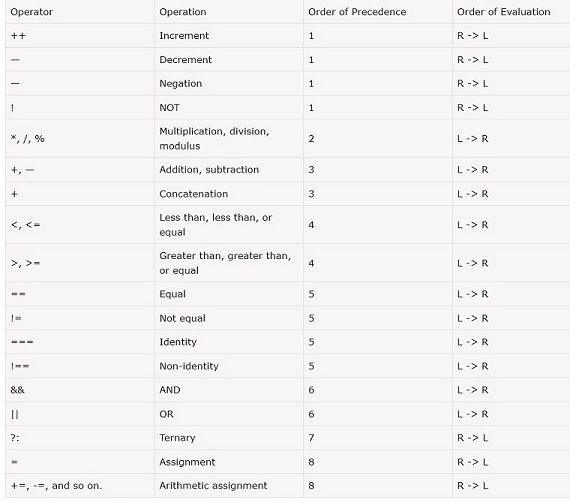 Operator Operation Order of Precedence Order of Evaluation
++ Increment 1 R -> L
— Decrement 1 R -> L
— Negation 1 R -> L
! NOT 1 R -> L
*, /, % Multiplication, division,
modulus 2 L -> R
+, — Addition, subtraction 3 L -> R
+ Concatenation 3 L -> R
<, <= Less than, less than, or
equal 4 L -> R
>, >= Greater than, greater than,
or equal 4 L -> R
== Equal 5 L -> R
!= Not equal 5 L -> R
=== Identity 5 L -> R
!== Non-identity 5 L -> R
&& AND 6 L -> R
|| OR 6 L -> R
?: Ternary 7 R -> L
= Assignment 8 R -> L
+=, -=, and so on. Arithmetic assignment 8 R -> L